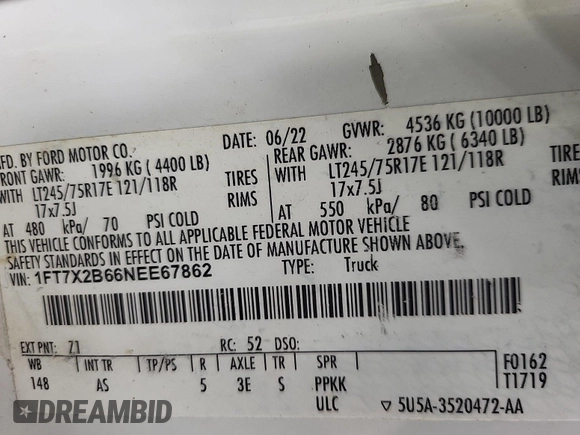 MFD. BY FORD MOTOR CO. DATE: 06/22 GVWR: 4536 KG (10000 LB)
FRONT GAWR: 1996 KG ( 4400 LB) REAR GAWR: 2876 KG ( 6340 LB)
WITH LT245/75R17E 121/118R TIRES WITH LT245/75R17E 121/118R TIRES
17x7.5J RIMS 17x7.5J RIMS
AT 480 kPa/ 70 PSI COLD AT 550 kPa/ 80 PSI COLD
THIS VEHICLE CONFORMS TO ALL APPLICABLE FEDERAL MOTOR VEHICLE
SAFETY STANDARDS IN EFFECT ON THE DATE OF MANUFACTURE SHOWN ABOVE.
VIN: 1FT7X2B66NEE67862 TYPE: Truck
EXT PNT: Z1 RC: 52 DSO:
WB INT TR TP/PS R AXLE TR SPR F0162
148 AS 5 3E S PPKK T1719
ULC ▽5U5A-3520472-AA
DREAMBID